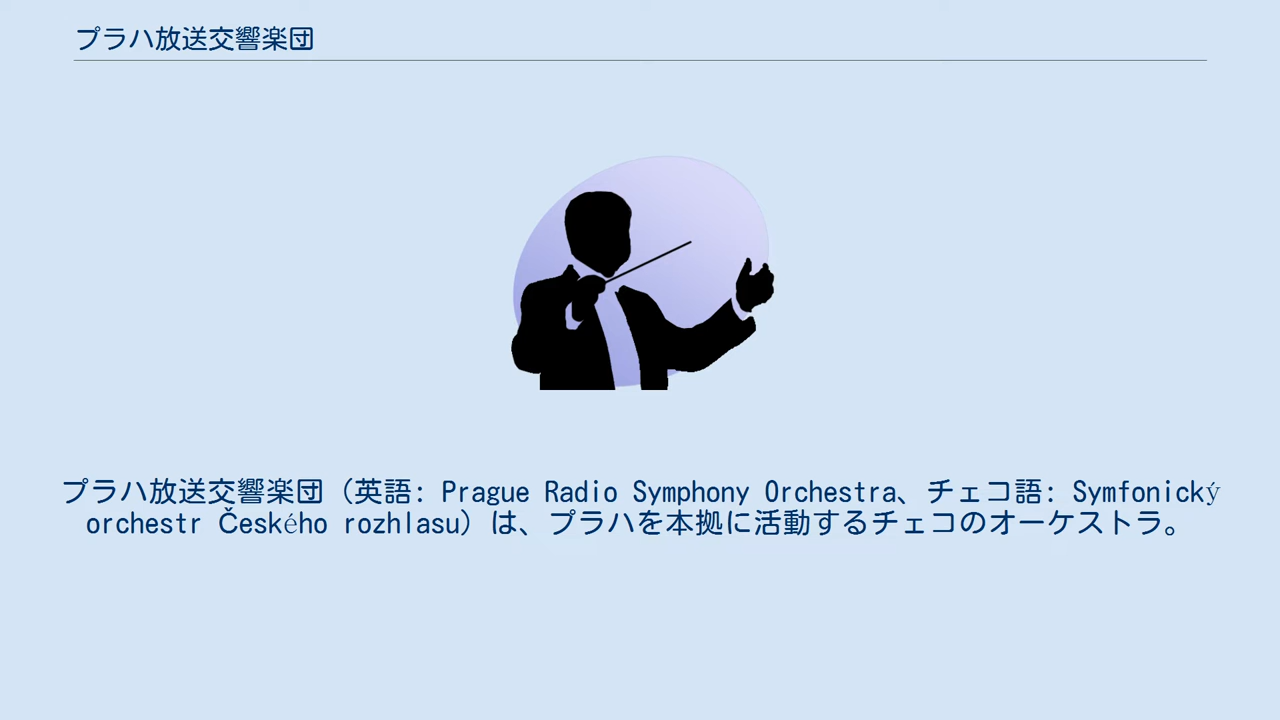 プラハ放送交響楽団
プラハ放送交響楽団（英語: Prague Radio Symphony Orchestra、チェコ語: Symfonický
orchestr Českého rozhlasu）は、プラハを本拠に活動するチェコのオーケストラ。